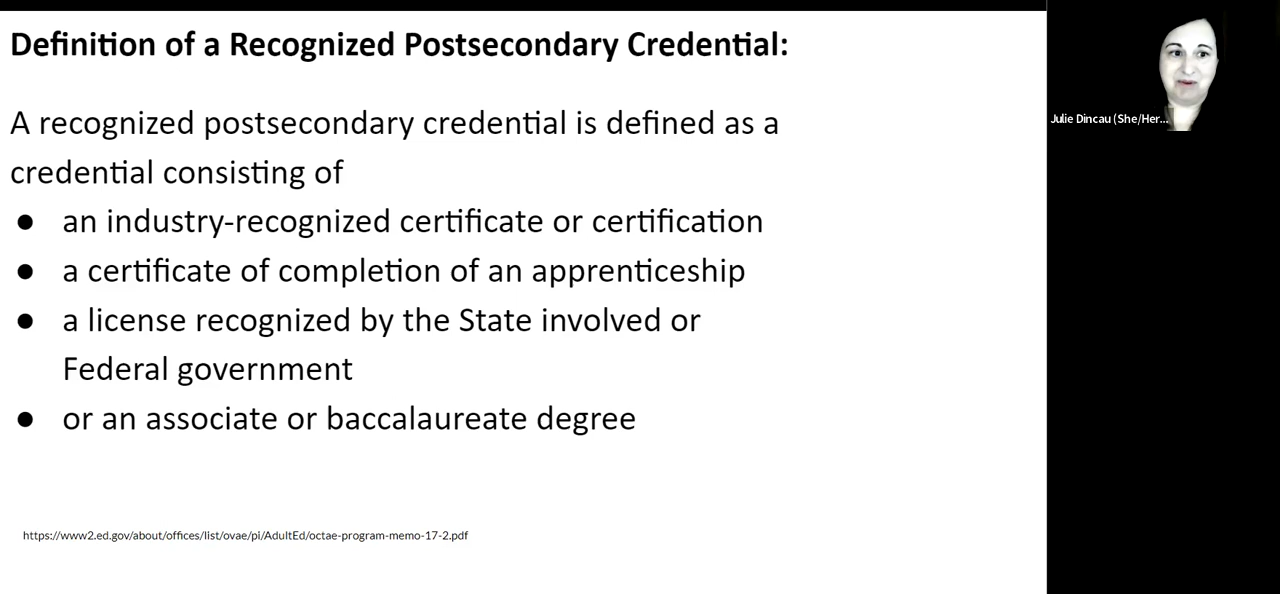 Definition of a Recognized Postsecondary Credential:
A recognized postsecondary credential is defined as a
credential consisting of
● an industry-recognized certificate or certification
● a certificate of completion of an apprenticeship
● a license recognized by the State involved or
Federal government
● or an associate or baccalaureate degree
https://www2.ed.gov/about/offices/list/ovae/pi/AdultEd/octae-program-memo-17-2.pdf
Julie Dincau (She/Her...